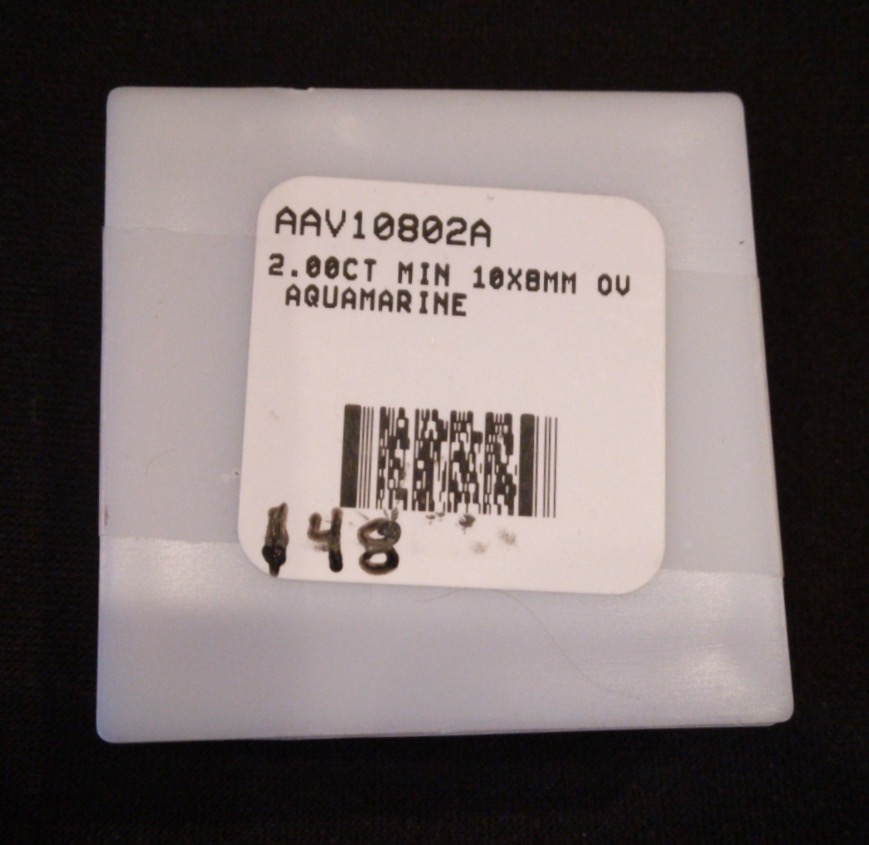 AAV10802A
2.00CT MIN 10X8MM OV
AQUAMARINE
148